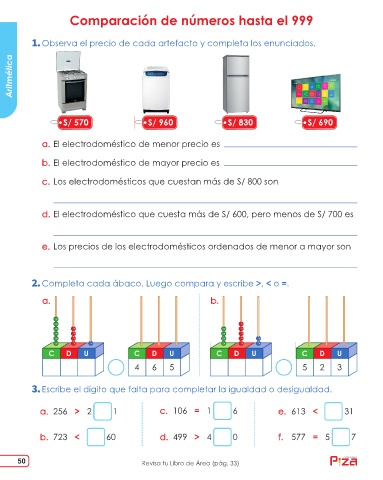 Comparación de números hasta el 999
Aritmética
1. Observa el precio de cada artefacto y completa los enunciados.
S/ 570 S/ 960 S/ 830 S/ 690
a. El electrodoméstico de menor precio es
b. El electrodoméstico de mayor precio es
c. Los electrodomésticos que cuestan más de S/ 800 son
d. El electrodoméstico que cuesta más de S/ 600, pero menos de S/ 700 es
e. Los precios de los electrodomésticos ordenados de menor a mayor son
2. Completa cada ábaco. Luego compara y escribe >, < o =.
a. b.
C D U C D U C D U C D U
4 6 5 5 2 3
3. Escribe el dígito que falta para completar la igualdad o desigualdad.
a. 256 > 2 1 c. 106 = 1 6 e. 613 < 31
b. 723 < 60 d. 499 > 4 0 f. 577 = 5 7
50 Revisa tu Libro de Área (pág. 33)